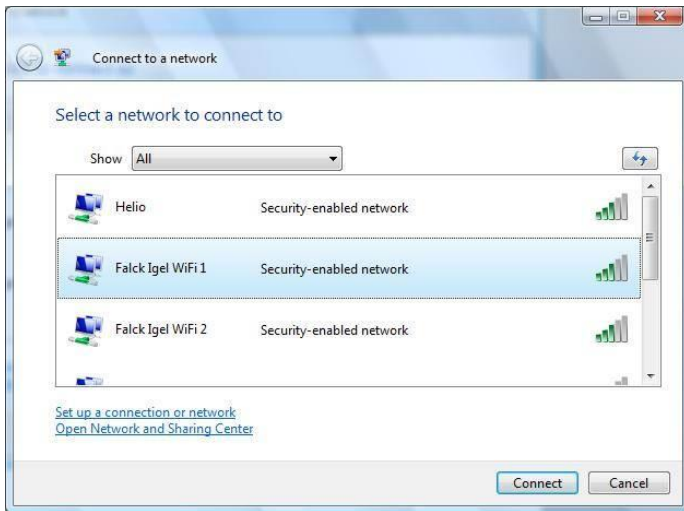 Connect to a network
Select a network to connect to
Show All
Helio Security-enabled network
Falck Igel WiFi 1 Security-enabled network
Falck Igel WiFi 2 Security-enabled network
Set up a connection or network
Open Network and Sharing Center
Connect Cancel